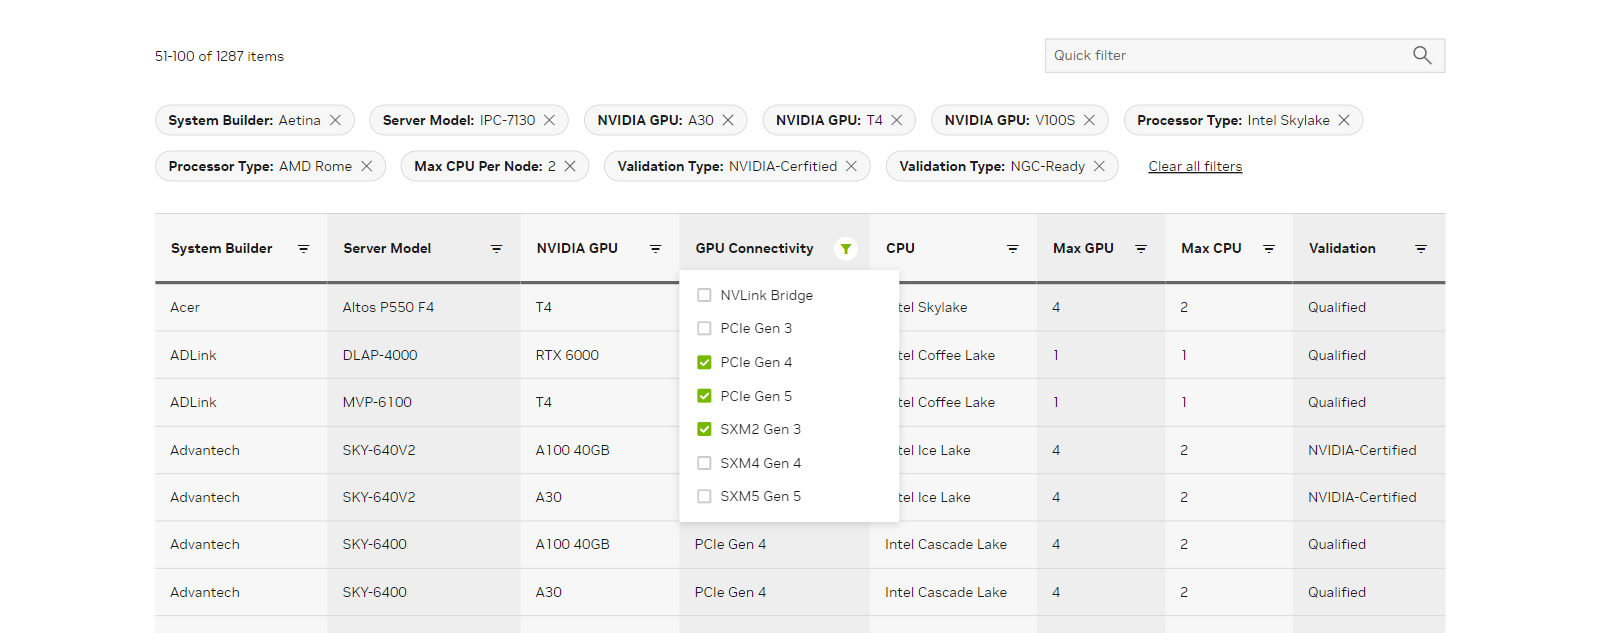 51-100 of 1287 items
Quick filter
System Builder: Aetina
Server Model: IPC-7130
NVIDIA GPU: A30
NVIDIA GPU: T4
NVIDIA GPU: V100S
Processor Type: Intel Skylake
Processor Type: AMD Rome
Max CPU Per Node: 2
Validation Type: NVIDIA-Cerfitied
Validation Type: NGC-Ready
Clear all filters
System Builder Server Model NVIDIA GPU GPU Connectivity CPU Max GPU Max CPU Validation
NVLink Bridge
PCIe Gen 3
PCIe Gen 4
PCIe Gen 5
SXM2 Gen 3
SXM4 Gen 4
SXM5 Gen 5
Acer Altos P550 F4 T4 tel Skylake 4 2 Qualified
ADLink DLAP-4000 RTX 6000 tel Coffee Lake 1 1 Qualified
ADLink MVP-6100 T4 tel Coffee Lake 1 1 Qualified
Advantech SKY-640V2 A100 40GB tel Ice Lake 4 2 NVIDIA-Certified
Advantech SKY-640V2 A30 tel Ice Lake 4 2 NVIDIA-Certified
Advantech SKY-6400 A100 40GB PCIe Gen 4 Intel Cascade Lake 4 2 Qualified
Advantech SKY-6400 A30 PCIe Gen 4 Intel Cascade Lake 4 2 Qualified